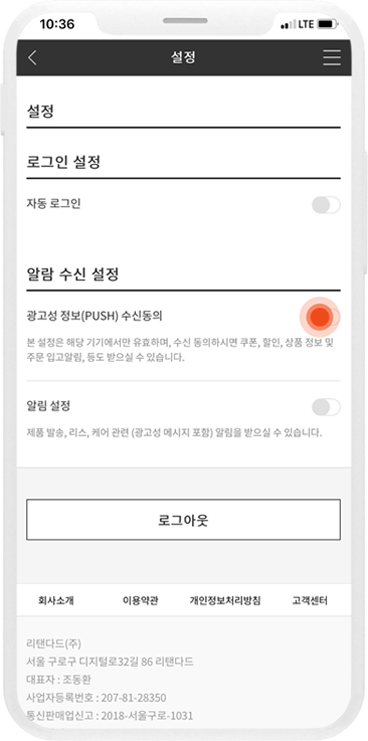 10:36
LTE
설정
설정
로그인 설정
자동 로그인
알람 수신 설정
광고성 정보(PUSH) 수신동의
본 설정은 해당 기기에서만 유효하며, 수신 동의하시면 쿠폰, 할인, 상품 정보 및
주문 입고알림, 등도 받으실 수 있습니다.
알림 설정
제품 발송, 리스, 케어 관련 (광고성 메시지 포함) 알림을 받으실 수 있습니다.
로그아웃
회사소개 이용약관 개인정보처리방침 고객센터
리탠다드(주)
서울 구로구 디지털로32길 86 리탠다드
대표자 : 조동환
사업자등록번호 : 207-81-28350
통신판매업신고 : 2018-서울구로-1031